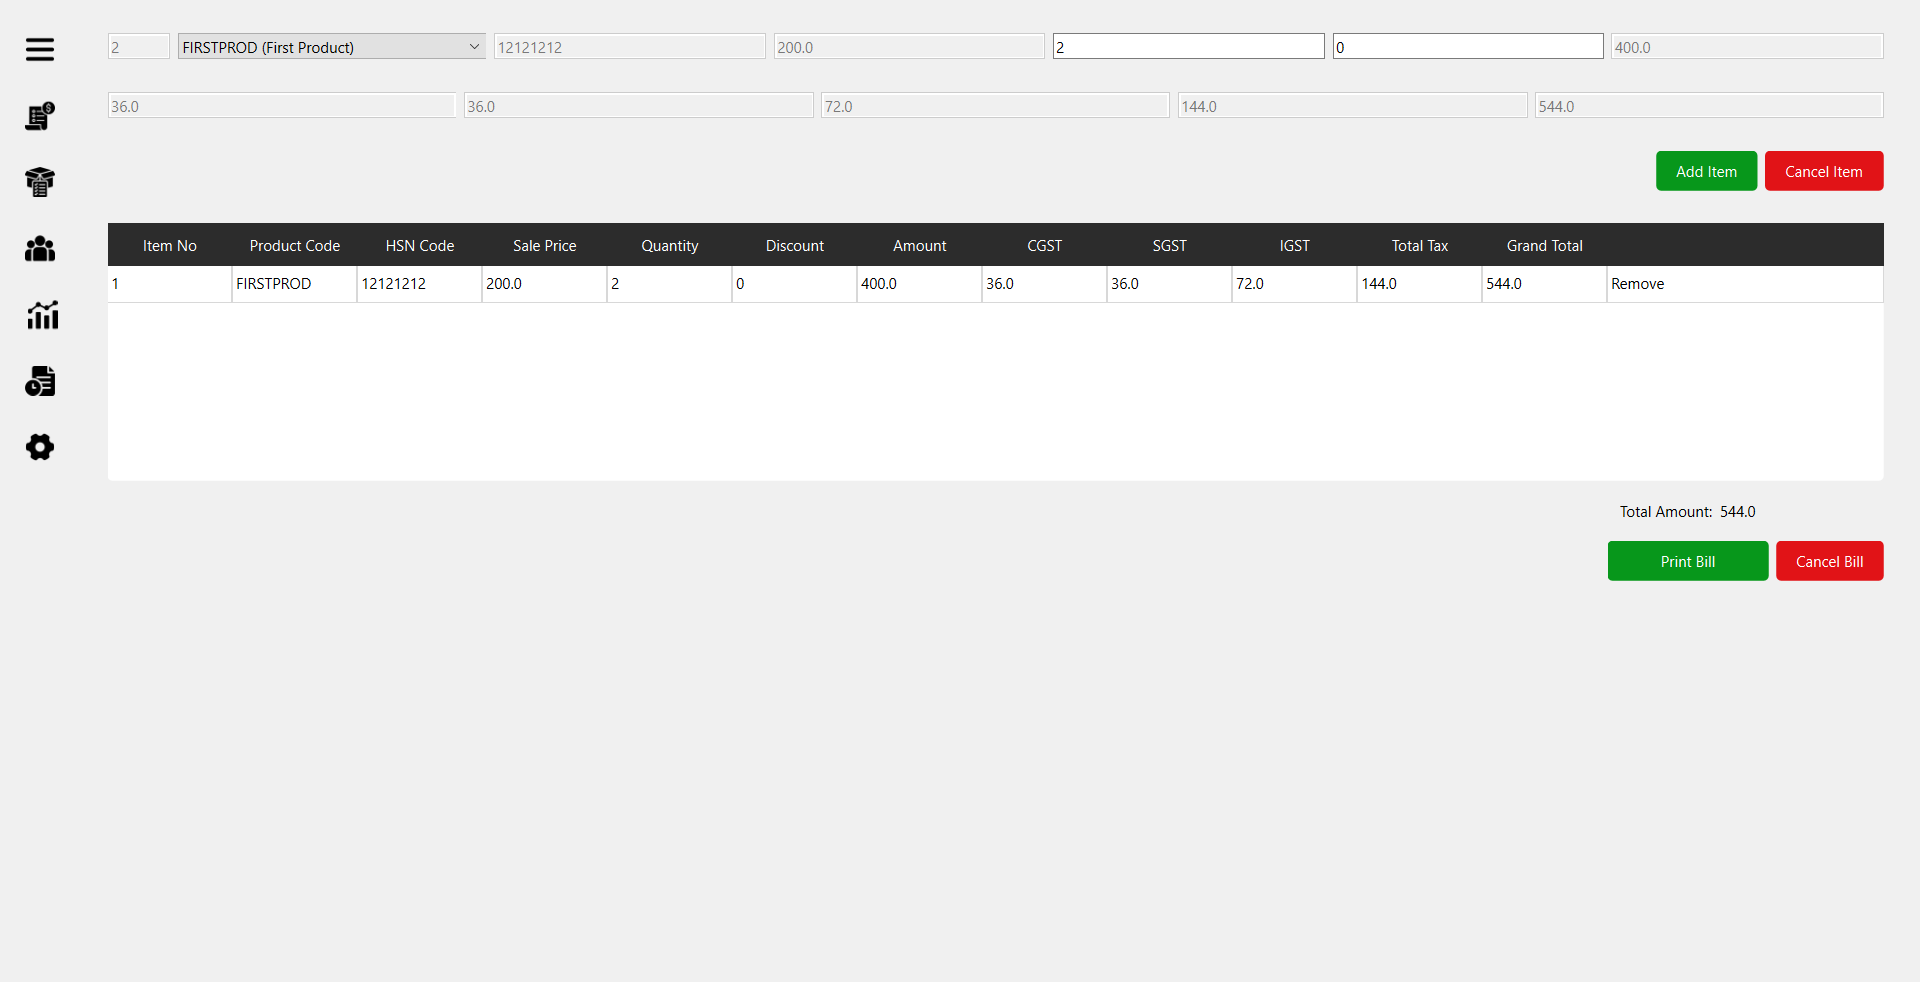 2 FIRSTPROD (First Product) 12121212 200.0 2 0 400.0
36.0 36.0 72.0 144.0 544.0
Add Item Cancel Item
Item No Product Code HSN Code Sale Price Quantity Discount Amount CGST SGST IGST Total Tax Grand Total
1 FIRSTPROD 12121212 200.0 2 0 400.0 36.0 36.0 72.0 144.0 544.0 Remove
Total Amount: 544.0
Print Bill Cancel Bill